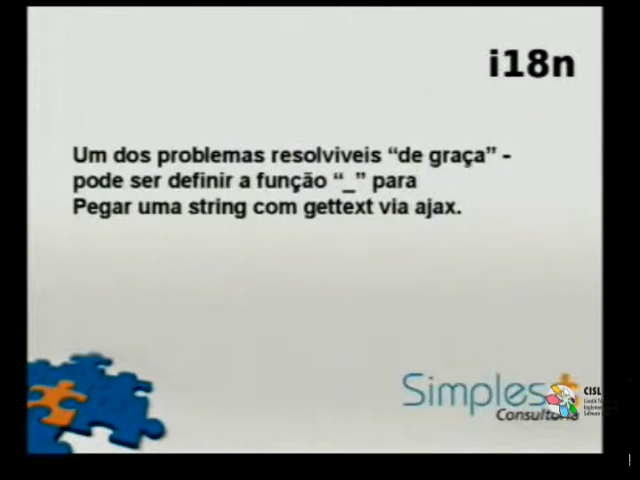 i18n
Um dos problemas resolviveis “de graça” -
pode ser definir a função “_” para
Pegar uma string com gettext via ajax.
Simples
Consultoria
CISL